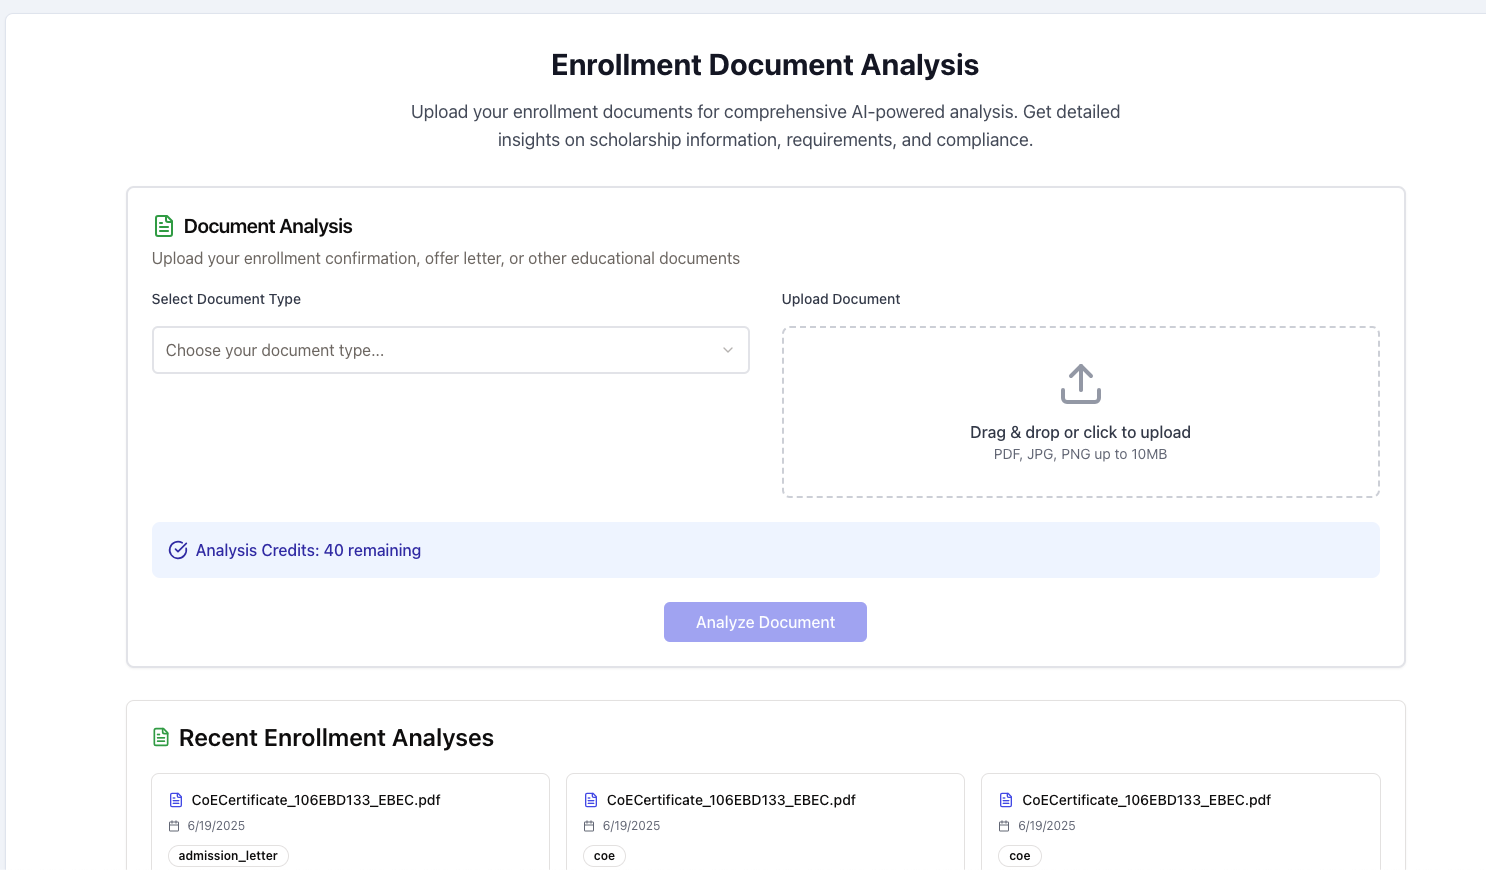 Enrollment Document Analysis
Upload your enrollment documents for comprehensive AI-powered analysis. Get detailed
insights on scholarship information, requirements, and compliance.
Document Analysis
Upload your enrollment confirmation, offer letter, or other educational documents
Select Document Type
Choose your document type...
Upload Document
Drag & drop or click to upload
PDF, JPG, PNG up to 10MB
Analysis Credits: 40 remaining
Analyze Document
Recent Enrollment Analyses
CoECertificate_106EBD133_EBEC.pdf
6/19/2025
admission_letter
CoECertificate_106EBD133_EBEC.pdf
6/19/2025
coe
CoECertificate_106EBD133_EBEC.pdf
6/19/2025
coe